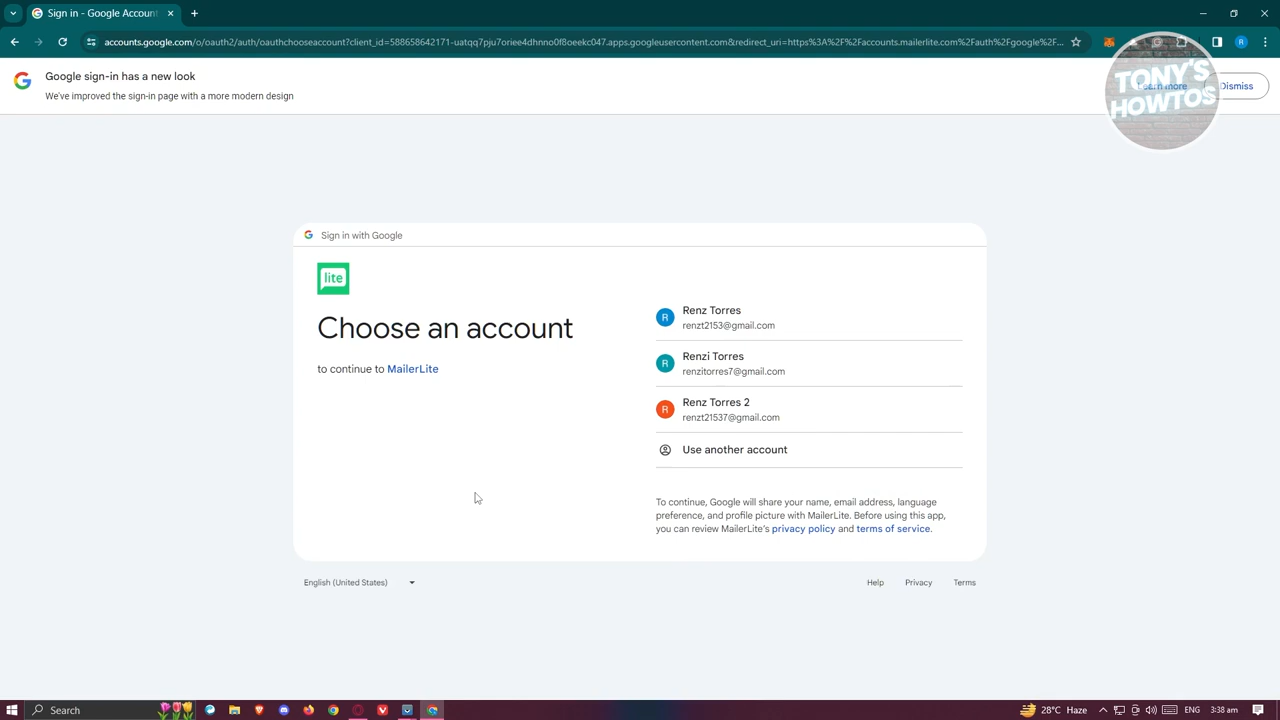 Sign in - Google Accoun
accounts.google.com/o/oauth2/auth/oauthchooseaccount?client_id=588658642171-uatqq7pju7oriee4dhnno0f8oeekc047.apps.googleusercontent.com&redirect_uri=https%3A%2F%2Faccounts.mailerlite.com%2Fauth%2Fgoogle%2F...
R
Google sign-in has a new look
We've improved the sign-in page with a more modern design
Learn more
Dismiss
TONY'S
HOWTOS
Sign in with Google
lite
Choose an account
to continue to MailerLite
R
Renz Torres
renzt2153@gmail.com
R
Renzi Torres
renzitorres7@gmail.com
R
Renz Torres 2
renzt21537@gmail.com
Use another account
To continue, Google will share your name, email address, language
preference, and profile picture with MailerLite. Before using this app,
you can review MailerLite's privacy policy and terms of service.
English (United States)
Help
Privacy
Terms
Search
28°C Haze
ENG
3:38 am